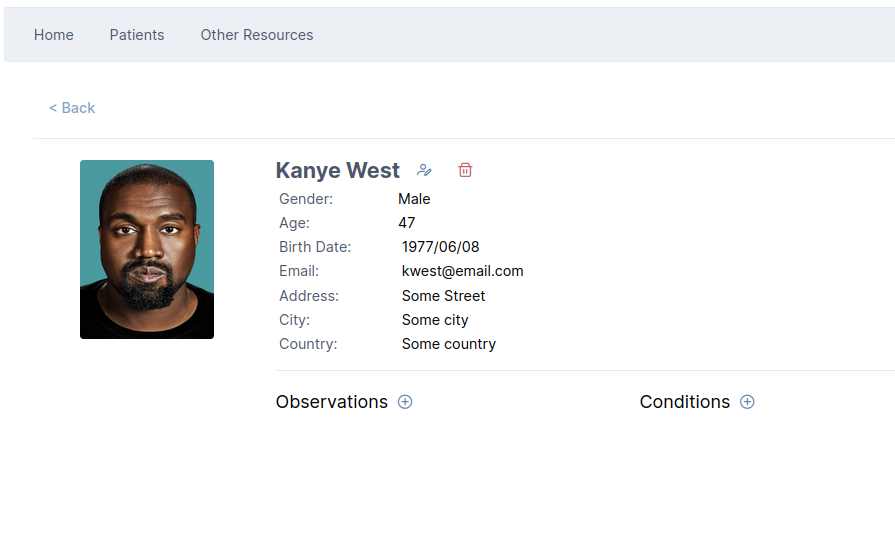 Home Patients Other Resources
< Back
Kanye West
Gender: Male
Age: 47
Birth Date: 1977/06/08
Email: kwest@email.com
Address: Some Street
City: Some city
Country: Some country
Observations Conditions